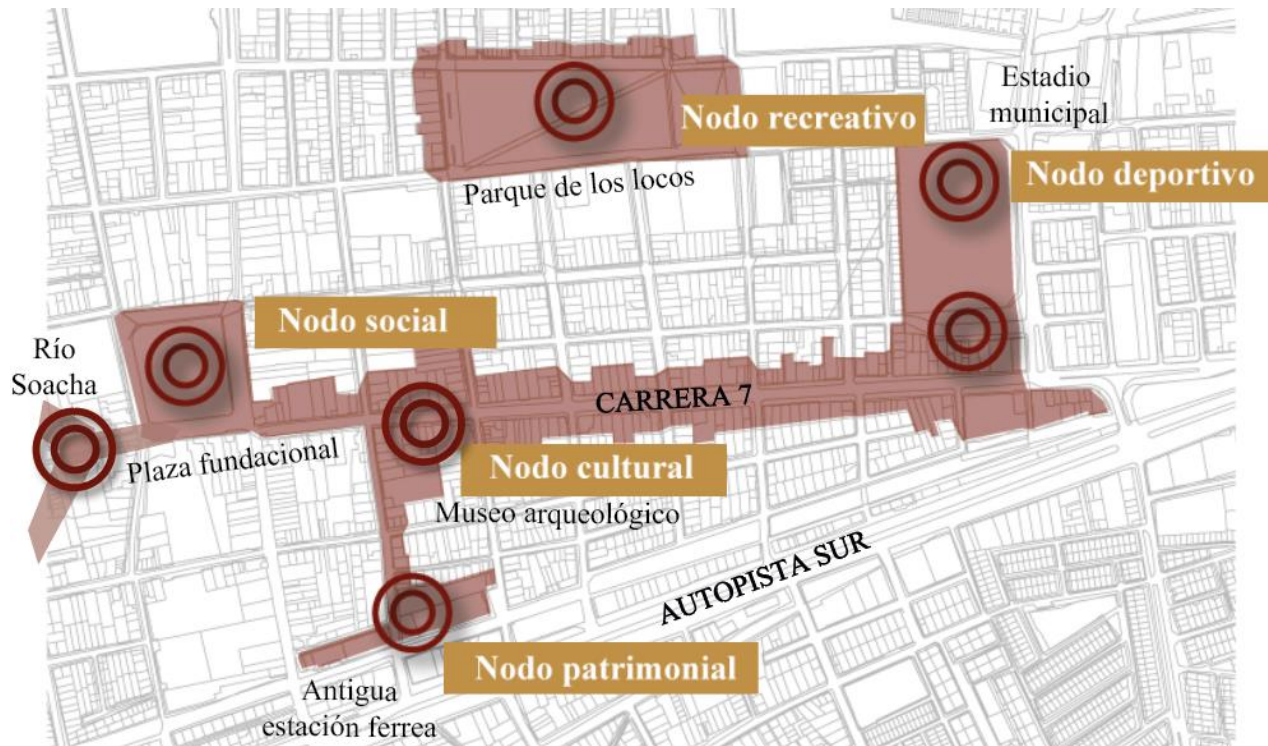 Estadio
municipal
Nodo recreativo
Nodo deportivo
Parque de los locos
Nodo social
Río
Soacha
CARRERA 7
Plaza fundacional
Nodo cultural
Museo arqueológico
AUTOPISTA SUR
Nodo patrimonial
Antigua
estación ferrea